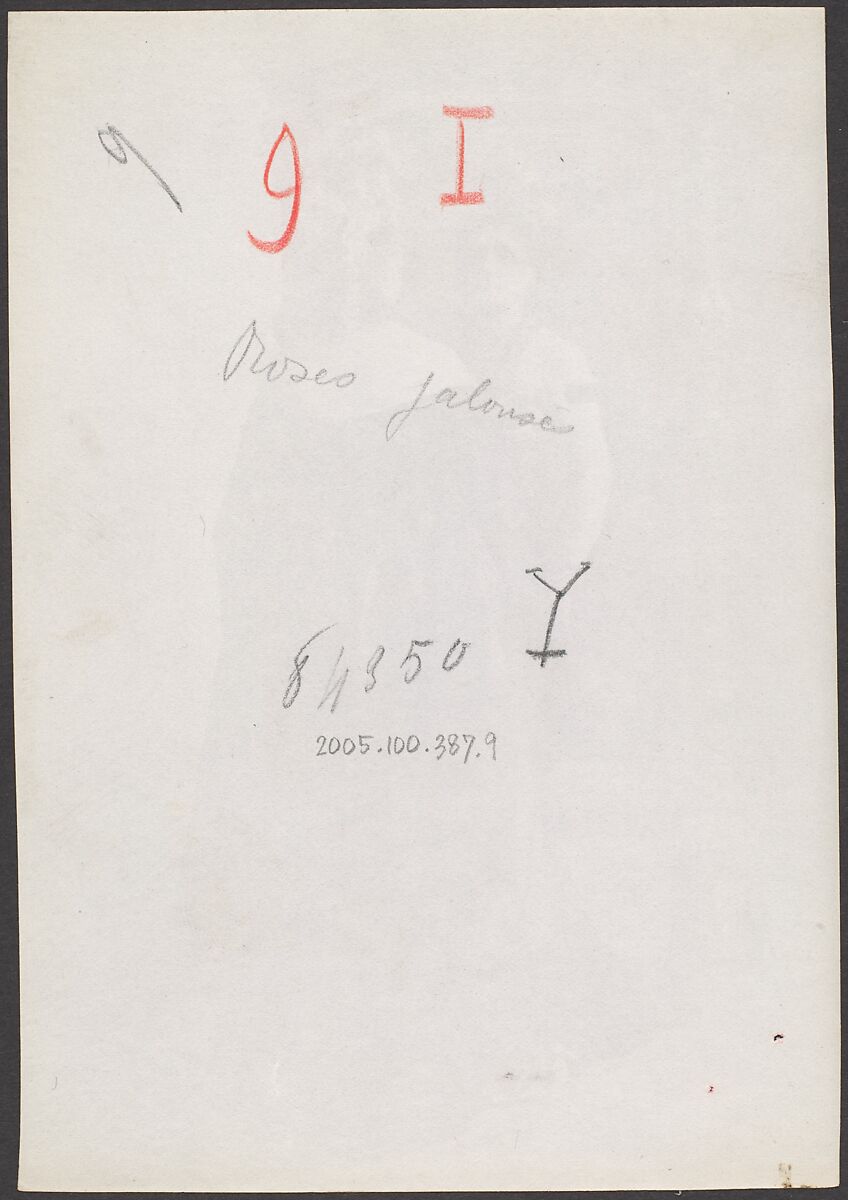 9 9 I
Roses jalouse
Y
84350
2005.100.387.9